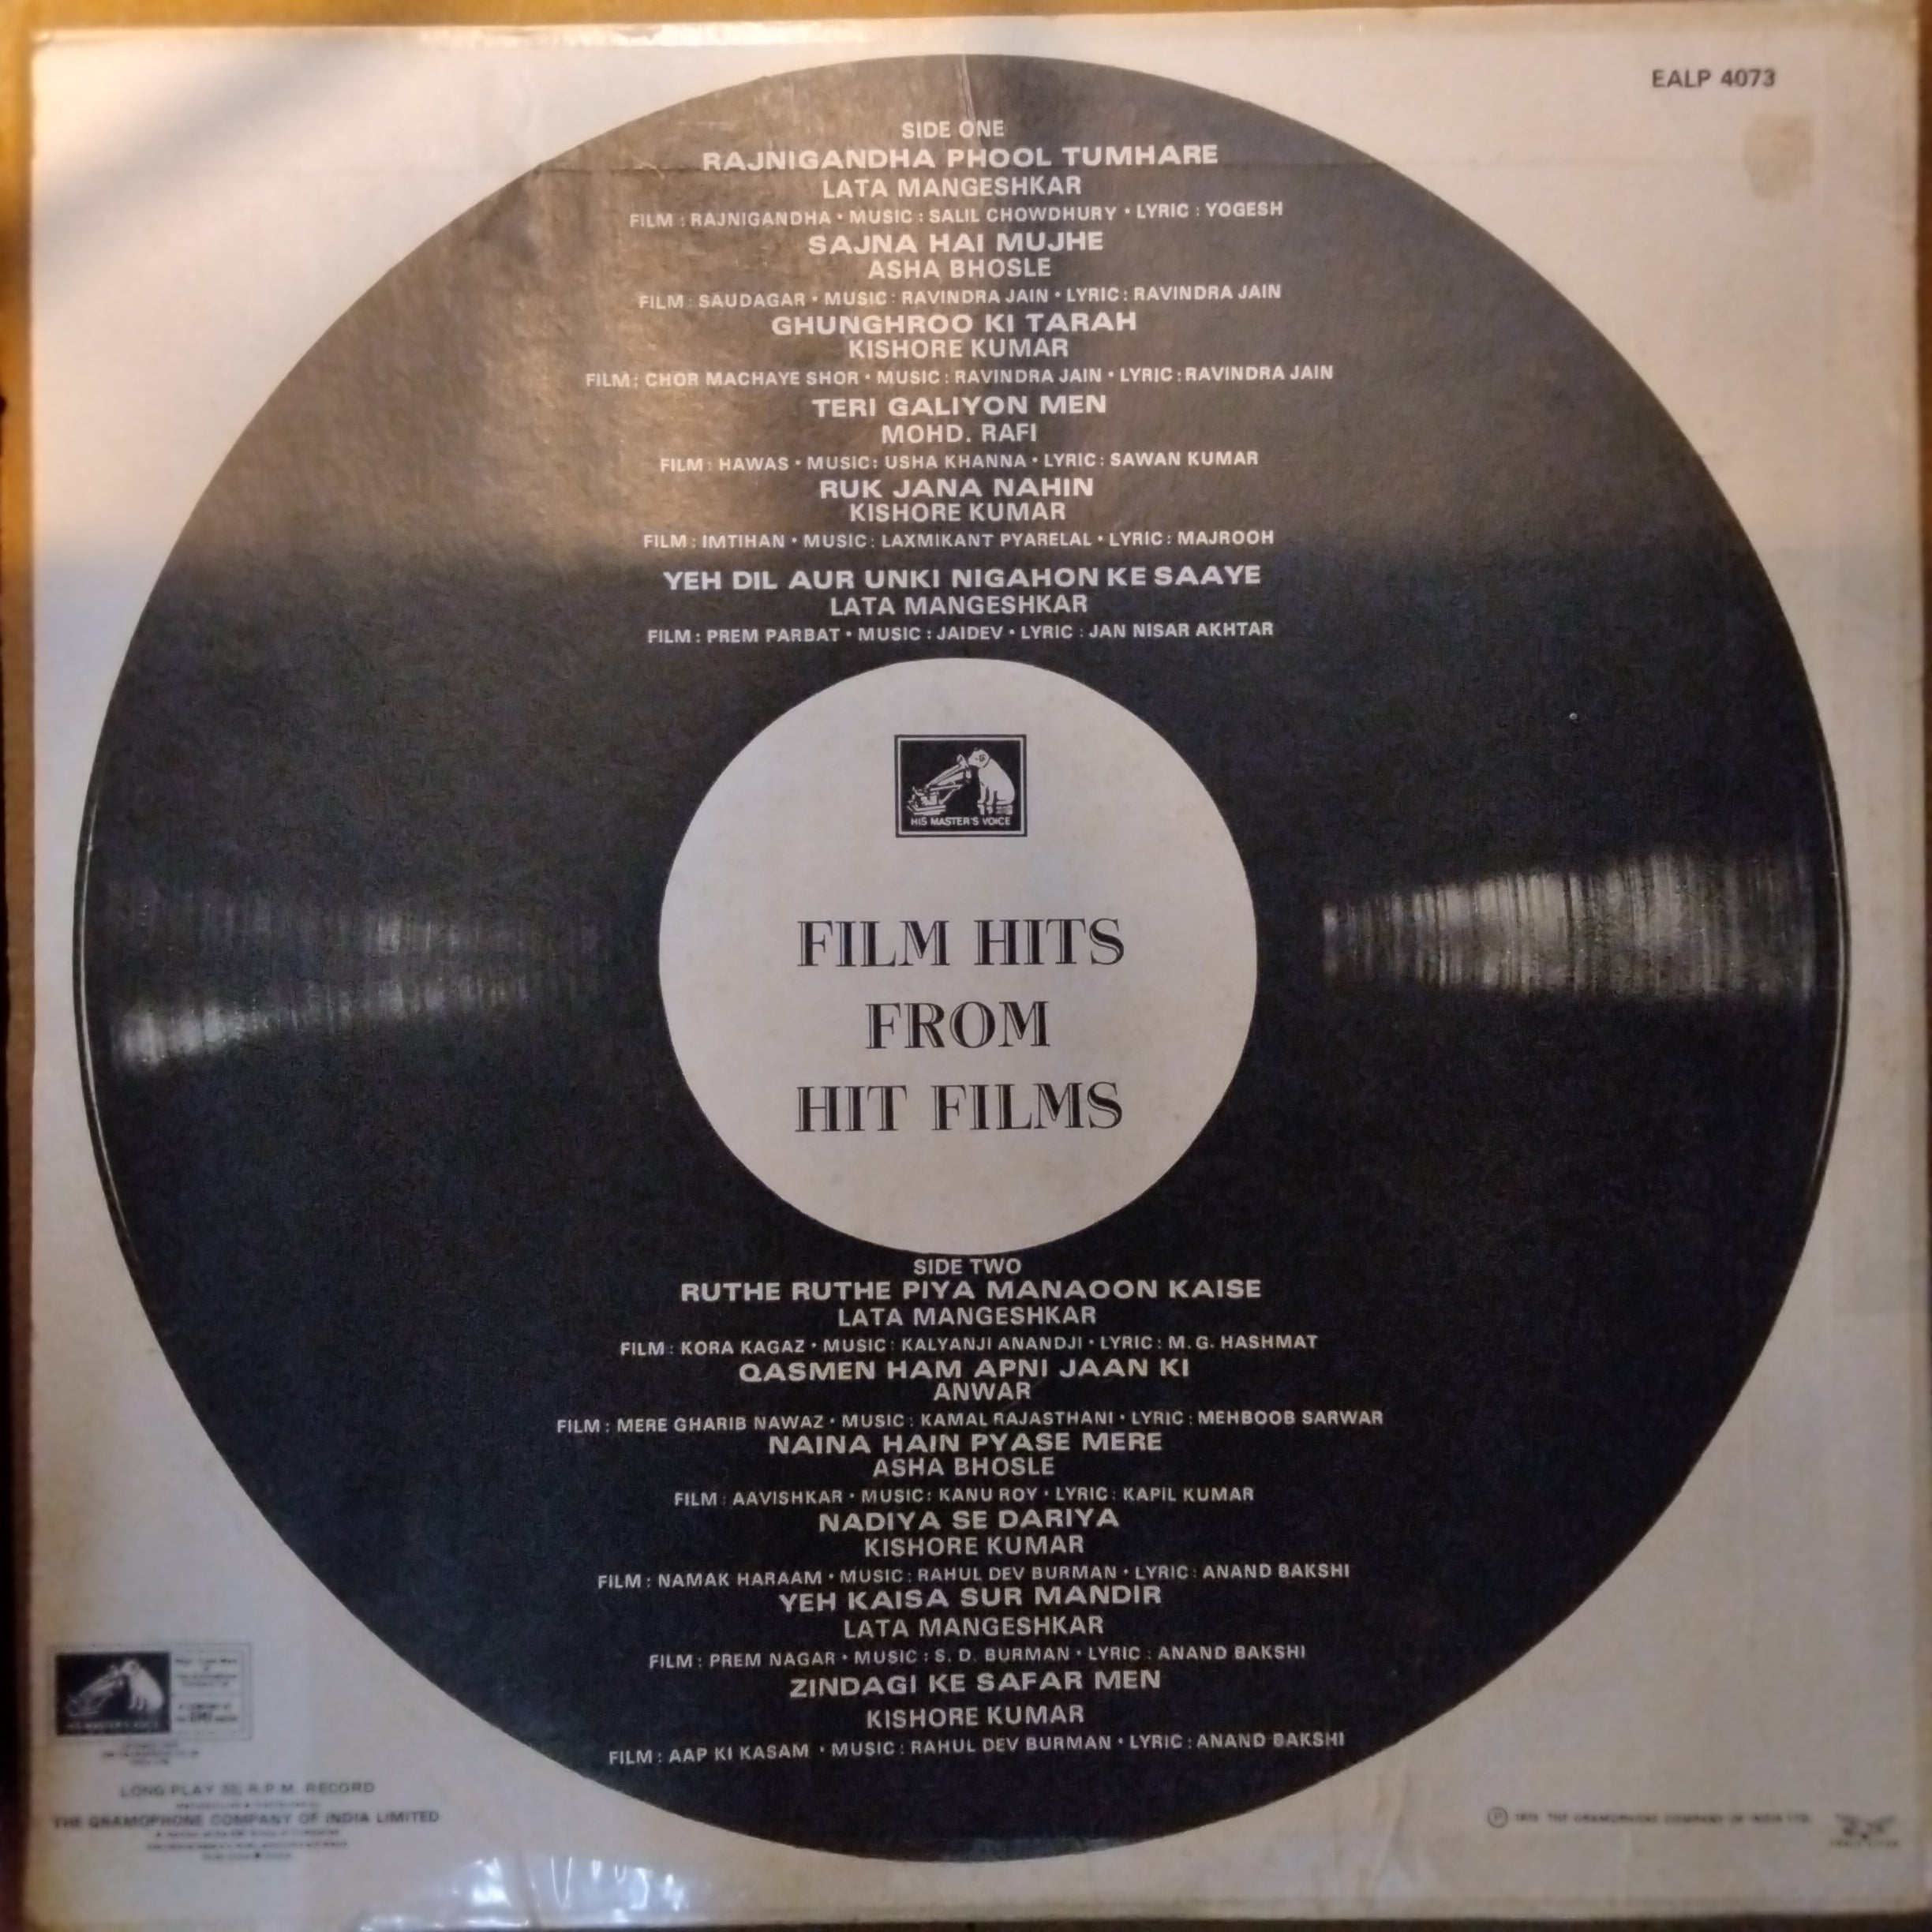 EALP 4073
SIDE ONE
RAJNIGANDHA PHOOL TUMHARE
LATA MANGESHKAR
FILM : RAJNIGANDHA • MUSIC : SALIL CHOWDHURY • LYRIC : YOGESH
SAJNA HAI MUJHE
ASHA BHOSLE
FILM : SAUDAGAR • MUSIC : RAVINDRA JAIN • LYRIC : RAVINDRA JAIN
GHUNGHROO KI TARAH
KISHORE KUMAR
FILM : CHOR MACHAYE SHOR • MUSIC : RAVINDRA JAIN • LYRIC : RAVINDRA JAIN
TERI GALIYON MEN
MOHD. RAFI
FILM : HAWAS • MUSIC : USHA KHANNA • LYRIC : SAWAN KUMAR
RUK JANA NAHIN
KISHORE KUMAR
FILM : IMTIHAN • MUSIC : LAXMIKANT PYARELAL • LYRIC : MAJROOH
YEH DIL AUR UNKI NIGAHON KE SAAYE
LATA MANGESHKAR
FILM : PREM PARBAT • MUSIC : JAIDEV • LYRIC : JAN NISAR AKHTAR
HIS MASTER'S VOICE
FILM HITS
FROM
HIT FILMS
SIDE TWO
RUTHE RUTHE PIYA MANAOON KAISE
LATA MANGESHKAR
FILM : KORA KAGAZ • MUSIC : KALYANJI ANANDJI • LYRIC : M. G. HASHMAT
QASMEN HAM APNI JAAN KI
ANWAR
FILM : MERE GHARIB NAWAZ • MUSIC : KAMAL RAJASTHANI • LYRIC : MEHBOOB SARWAR
NAINA HAIN PYASE MERE
ASHA BHOSLE
FILM : AAVISHKAR • MUSIC : KANU ROY • LYRIC : KAPIL KUMAR
NADIYA SE DARIYA
KISHORE KUMAR
FILM : NAMAK HARAAM • MUSIC : RAHUL DEV BURMAN • LYRIC : ANAND BAKSHI
YEH KAISA SUR MANDIR
LATA MANGESHKAR
FILM : PREM NAGAR • MUSIC : S. D. BURMAN • LYRIC : ANAND BAKSHI
ZINDAGI KE SAFAR MEN
KISHORE KUMAR
FILM : AAP KI KASAM • MUSIC : RAHUL DEV BURMAN • LYRIC : ANAND BAKSHI
HIS MASTER'S VOICE
LONG PLAY R.P.M. RECORD
THE GRAMOPHONE COMPANY OF INDIA LIMITED
℗ THE GRAMOPHONE COMPANY OF INDIA LTD.